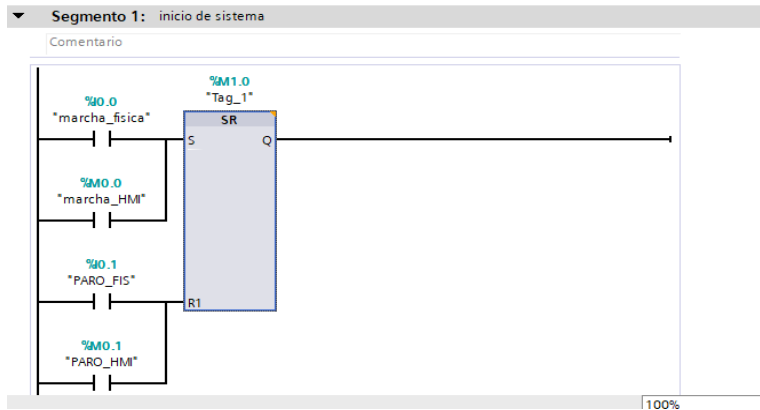 Segmento 1: inicio de sistema
Comentario
%M1.0
"Tag_1"
%I0.0
"marcha_fisica"
SR
S
Q
%M0.0
"marcha_HMI"
%I0.1
"PARO_FIS"
R1
%M0.1
"PARO_HMI"
100%